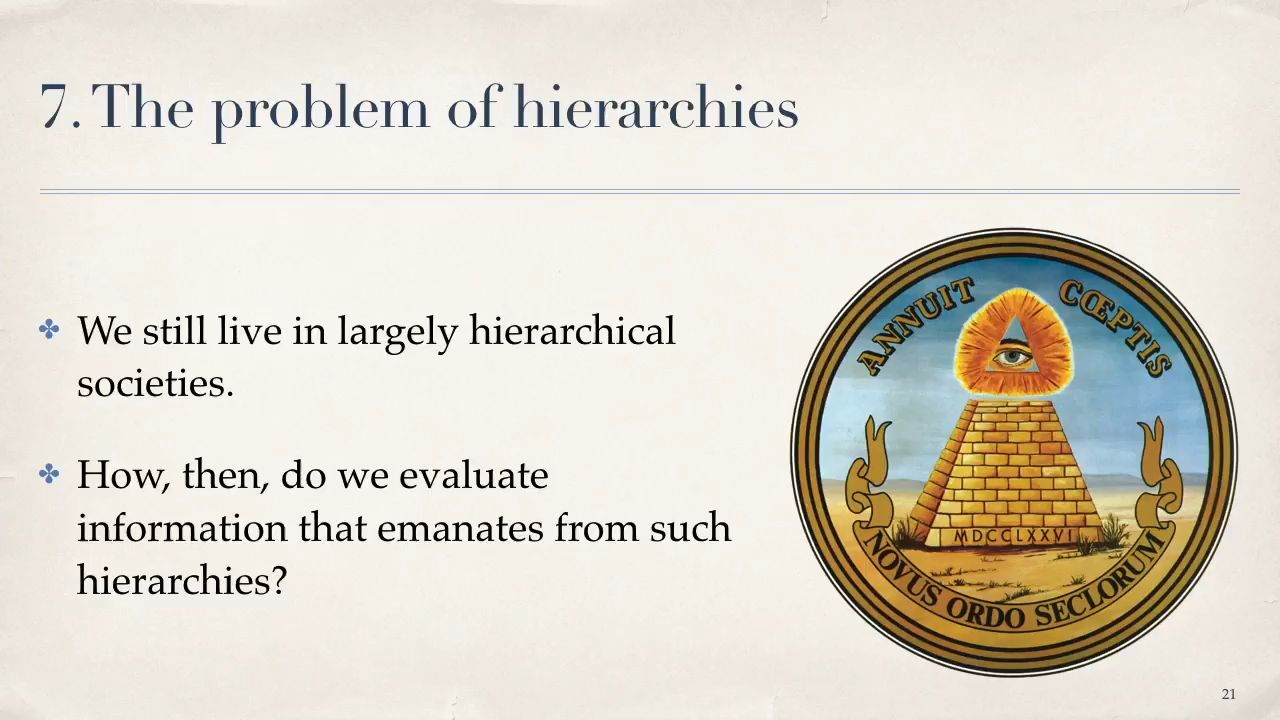 7. The problem of hierarchies
✤ We still live in largely hierarchical
societies.
✤ How, then, do we evaluate
information that emanates from such
hierarchies?
ANNUIT CŒPTIS
MDCCLXXVI
NOVUS ORDO SECLORUM
21